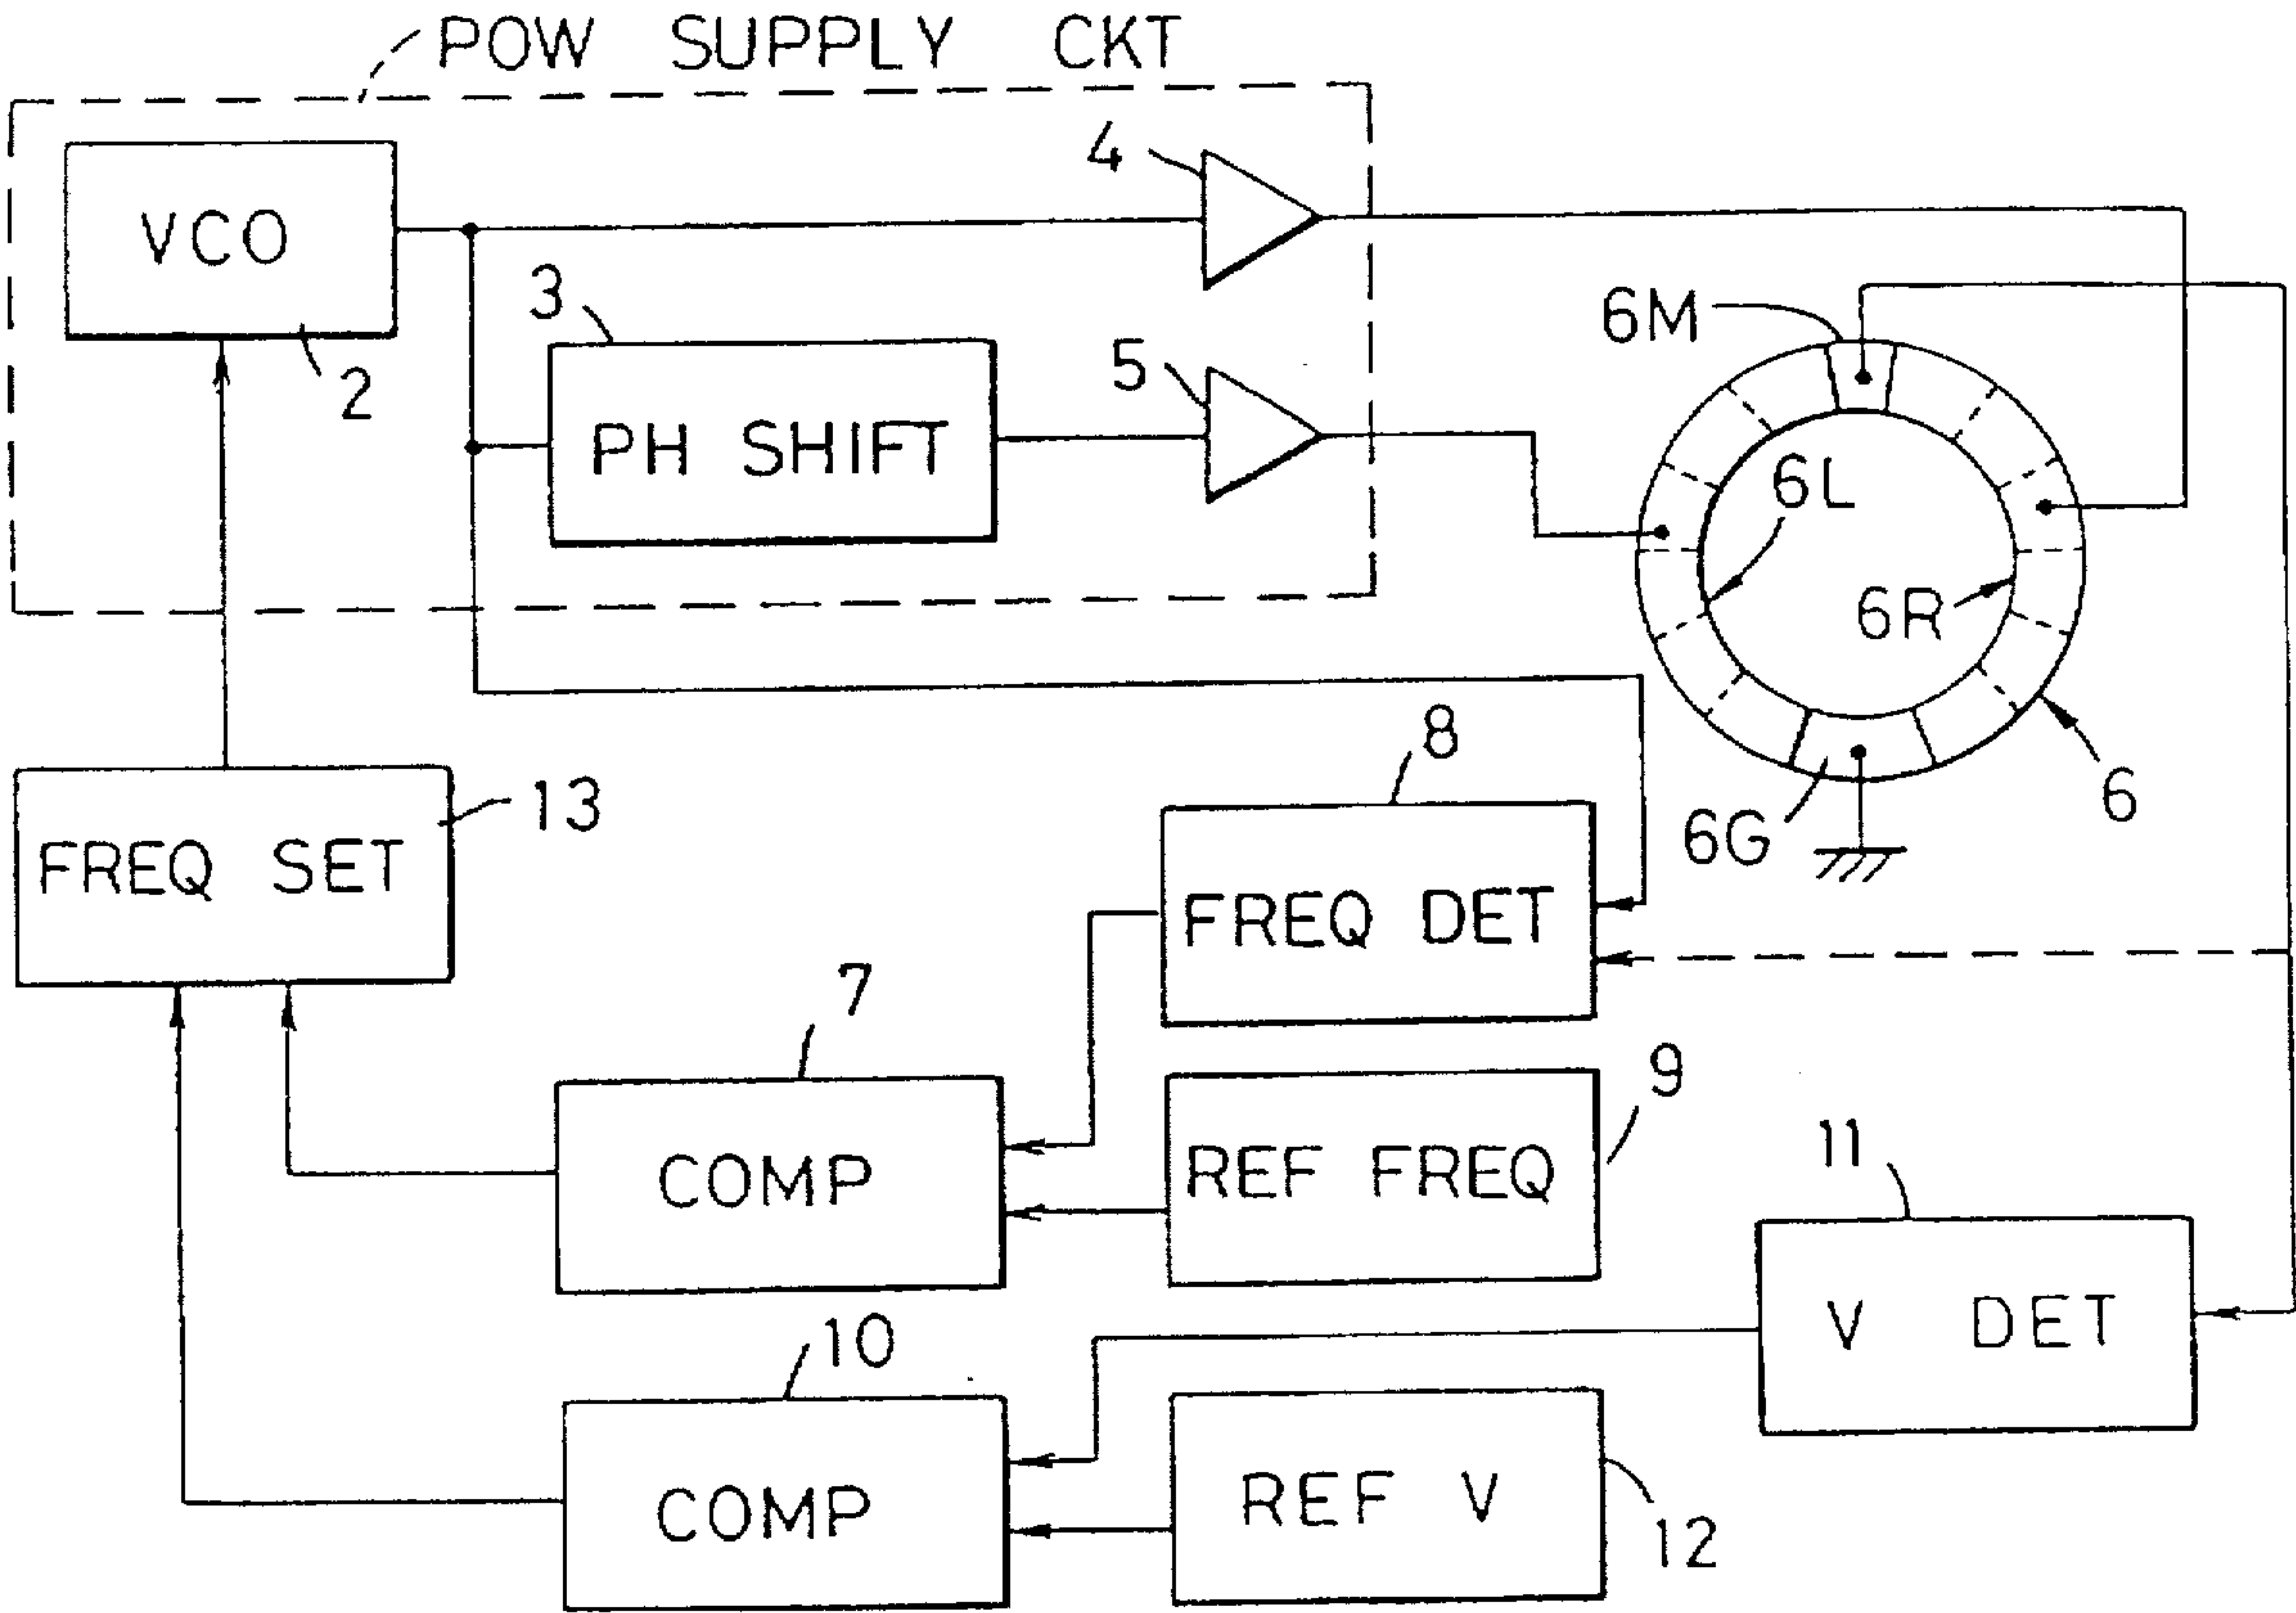 POW SUPPLY CKT
4
VCO
3
6M
2
5
PH SHIFT
6L
6R
8
13
6
6G
FREQ SET
FREQ DET
7
9
11
COMP
REF FREQ
V DET
10
COMP
REF V
12